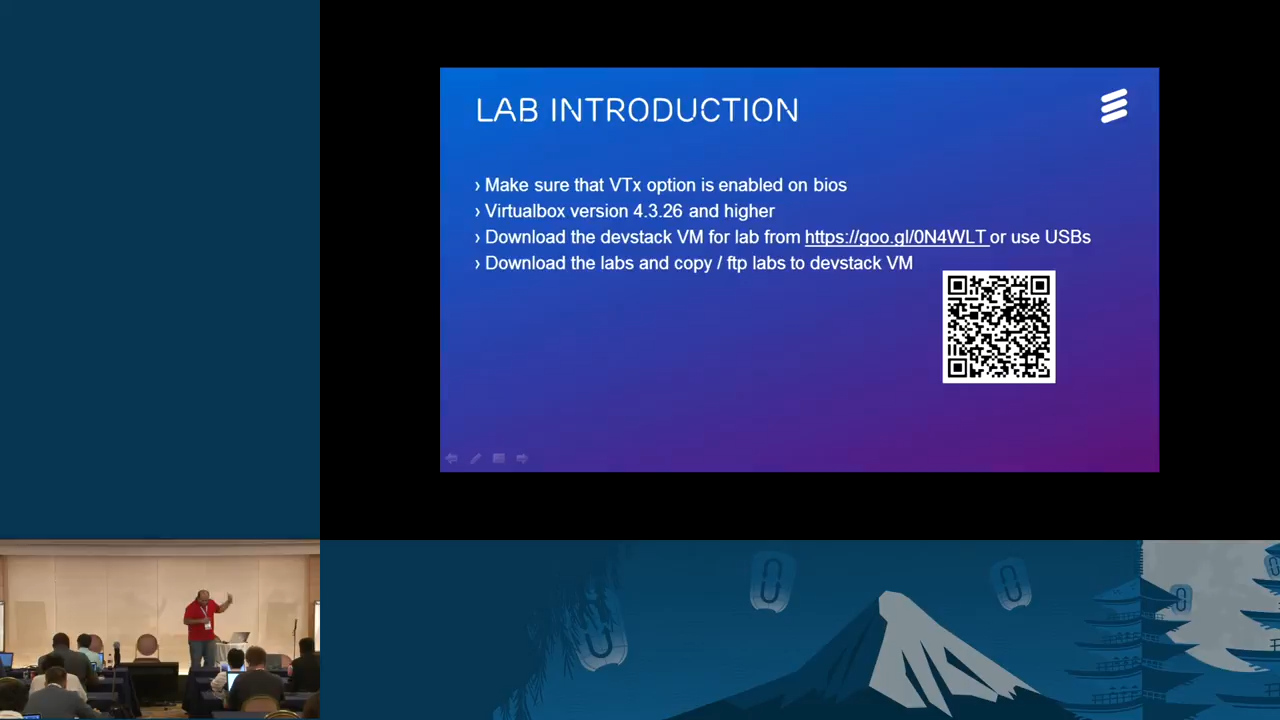 LAB INTRODUCTION
› Make sure that VTx option is enabled on bios
› Virtualbox version 4.3.26 and higher
› Download the devstack VM for lab from https://goo.gl/0N4WLT or use USBs
› Download the labs and copy / ftp labs to devstack VM